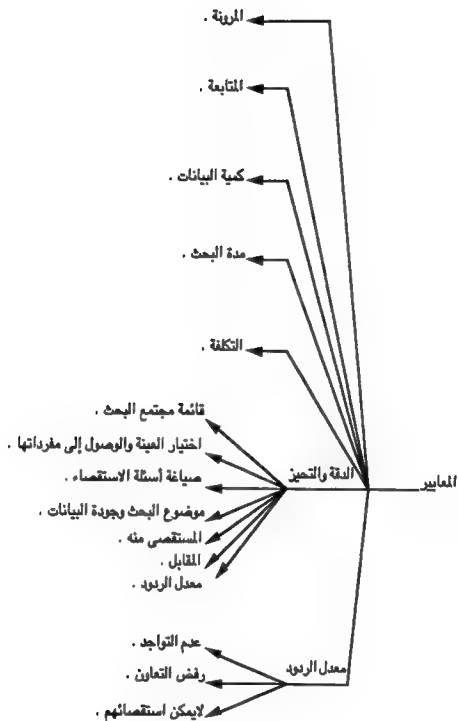 المرونة .
المتابعة .
كمية البيانات .
مدة البحث .
التكلفة .
قائمة مجتمع البحث .
اختيار العينة والوصول إلى مفرداتها .
المعايير
الدقة والتحيز
صياغة أسئلة الاستقصاء .
موضوع البحث وجودة البيانات .
المستقصى منه .
المقابل .
معدل الردود .
عدم التواجد .
معدل الردود
رفض التعاون .
لايمكن استقصائهم .